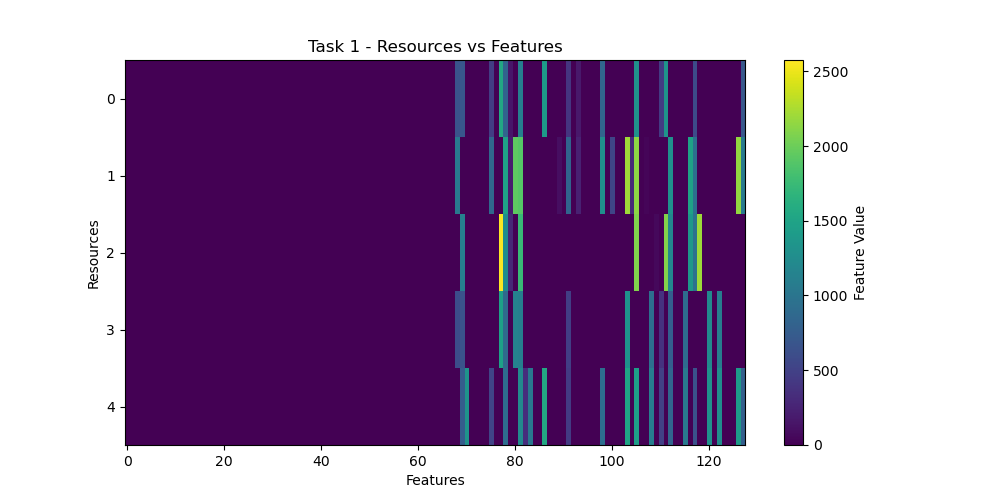 Task 1 - Resources vs Features
Resources
0
1
2
3
4
0 20 40 60 80 100 120
Features
2500
2000
1500
1000
500
0
Feature Value